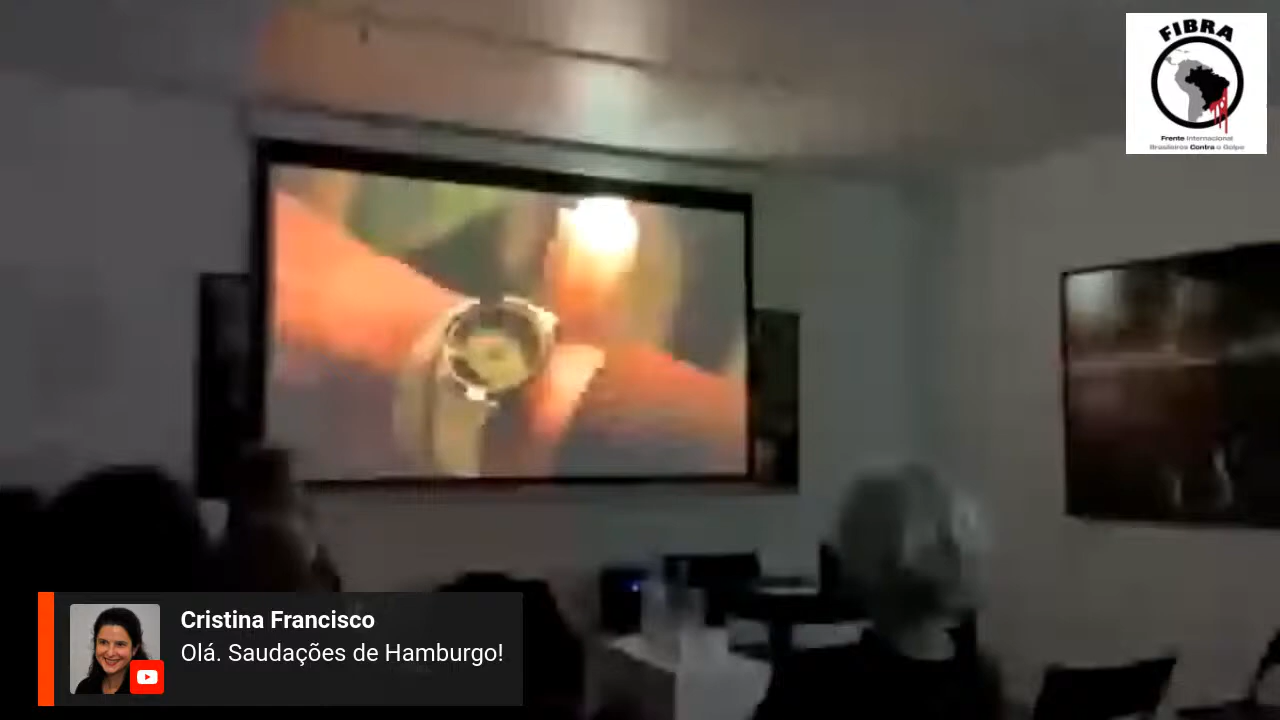 FIBRA
Frente Internacional
Brasileiros Contra o Golpe
Cristina Francisco
Olá. Saudações de Hamburgo!